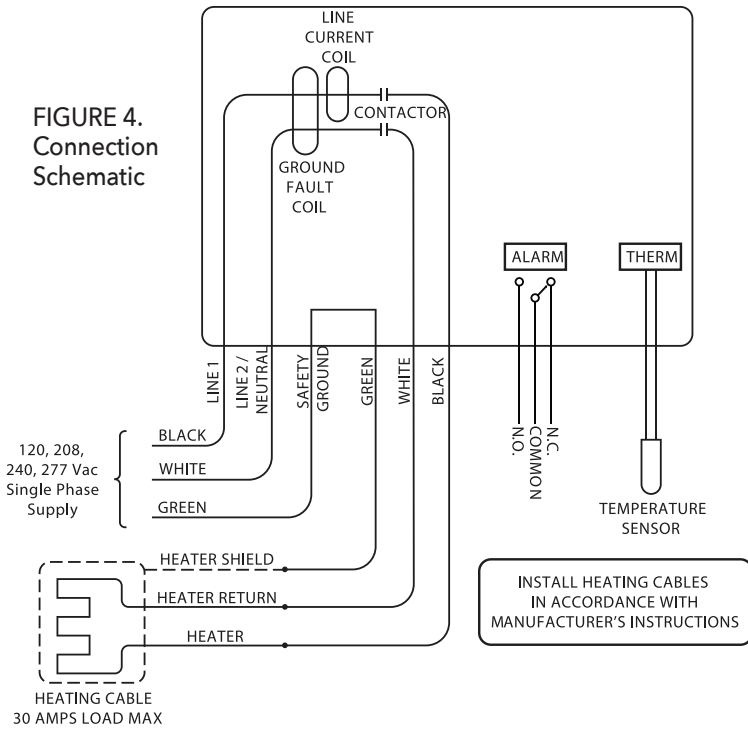 FIGURE 4.
Connection
Schematic
LINE
CURRENT
COIL
CONTACTOR
GROUND
FAULT
COIL
ALARM
THERM
LINE 1
LINE 2 /
NEUTRAL
SAFETY
GROUND
GREEN
WHITE
BLACK
N.O.
COMMON
N.C.
120, 208,
240, 277 Vac
Single Phase
Supply
BLACK
WHITE
GREEN
TEMPERATURE
SENSOR
HEATER SHIELD
HEATER RETURN
HEATER
HEATING CABLE
30 AMPS LOAD MAX
INSTALL HEATING CABLES
IN ACCORDANCE WITH
MANUFACTURER'S INSTRUCTIONS